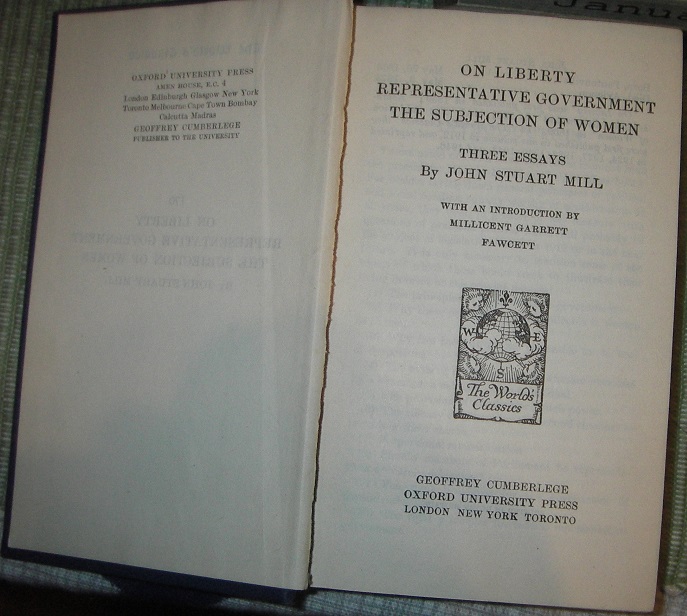 OXFORD UNIVERSITY PRESS
AMEN HOUSE, E.C. 4
London Edinburgh Glasgow New York
Toronto Melbourne Cape Town Bombay
Calcutta Madras
GEOFFREY CUMBERLEGE
PUBLISHER TO THE UNIVERSITY
Janua
ON LIBERTY
REPRESENTATIVE GOVERNMENT
THE SUBJECTION OF WOMEN
THREE ESSAYS
By JOHN STUART MILL
WITH AN INTRODUCTION BY
MILLICENT GARRETT
FAWCETT
W E
S
The World's
Classics
GEOFFREY CUMBERLEGE
OXFORD UNIVERSITY PRESS
LONDON NEW YORK TORONTO